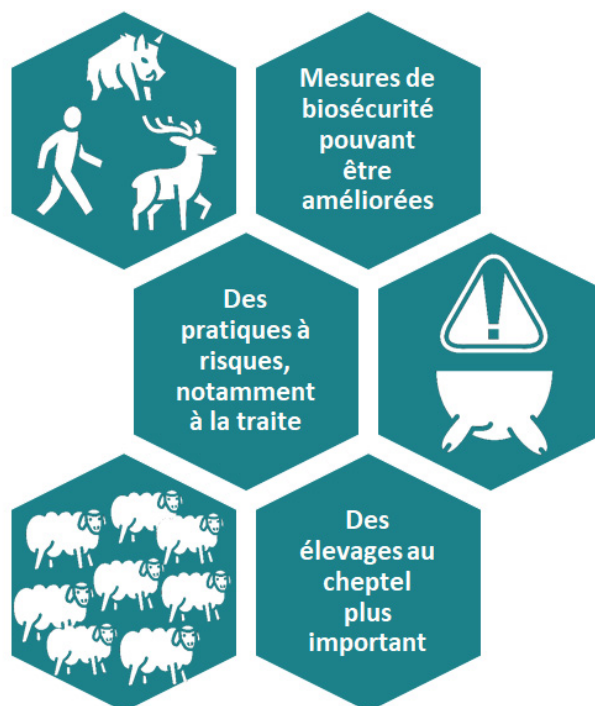 Mesures de
biosécurité
pouvant
être
améliorées
Des
pratiques à
risques,
notamment
à la traite
Des
élevages au
cheptel
plus
important